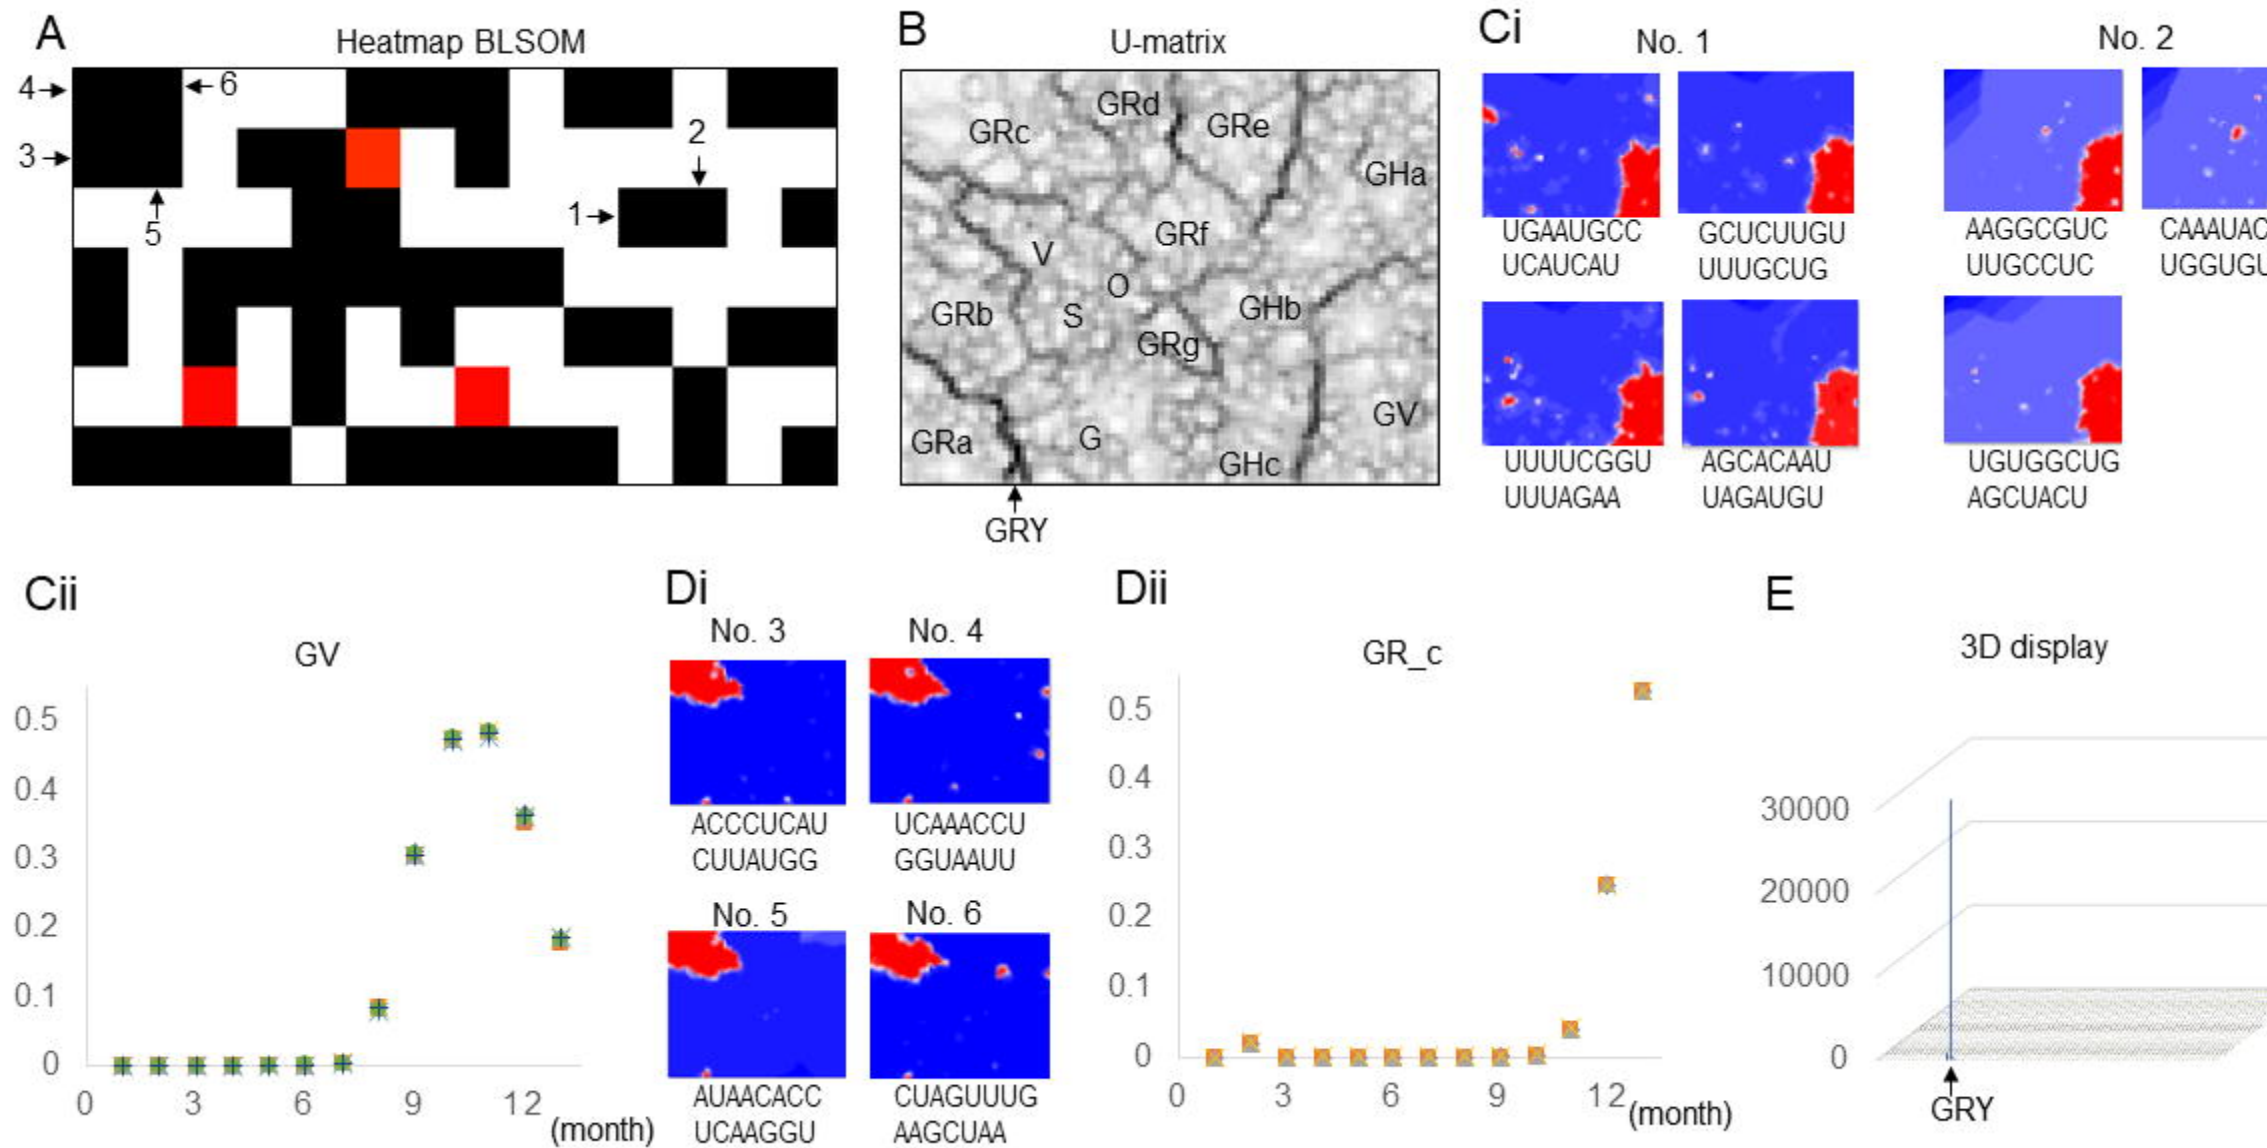 A
Heatmap BLSOM
4
6
3
2
1
5
B
U-matrix
GRd
GRc
GRe
GHa
GRf
V
O
GRb
S
GHb
GRg
GV
G
GRa
GHc
GRY
Ci
No. 1
No. 2
UGAAUGCC
UCAUCAU
GCUCUUGU
UUUGCUG
AAGGCGUC
UUGCCUC
CAAAUAC
UGGUGU
UUUUCGGU
UUUAGAA
AGCACAAU
UAGAUGU
UGUGGCUG
AGCUACU
Cii
GV
0.5
0.4
0.3
0.2
0.1
0
0 3 6 9 12
(month)
Di
No. 3
No. 4
ACCCUCAU
CUUAUGG
UCAAACCU
GGUAAUU
No. 5
No. 6
AUAACACC
UCAAGGU
CUAGUUUG
AAGCUAA
Dii
GR_c
0.5
0.4
0.3
0.2
0.1
0
0 3 6 9 12
(month)
E
3D display
30000
20000
10000
0
GRY